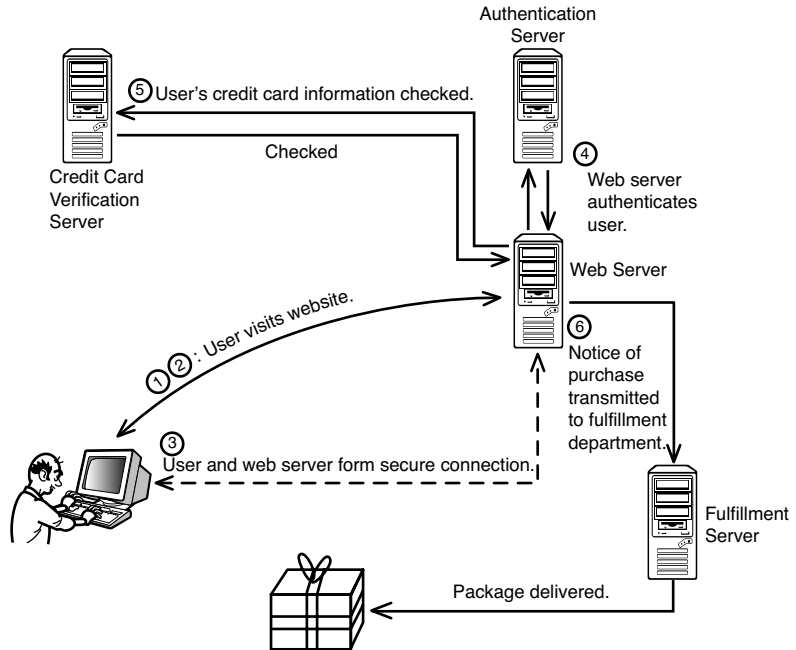 Authentication
Server
⑤ User's credit card information checked.
Checked
Credit Card
Verification
Server
④
Web server
authenticates
user.
Web Server
① ② : User visits website.
⑥
Notice of
purchase
transmitted
to fulfillment
department.
③
User and web server form secure connection.
Fulfillment
Server
Package delivered.